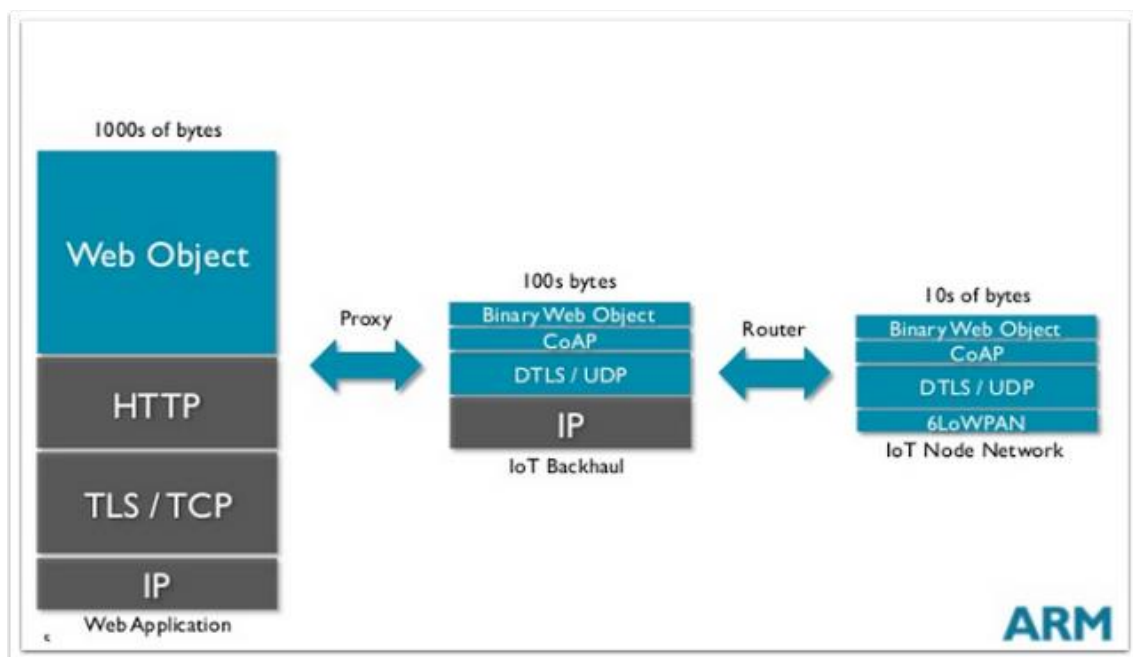 1000s of bytes
Web Object
HTTP
TLS / TCP
IP
Web Application
Proxy
100s bytes
Binary Web Object
CoAP
DTLS / UDP
IP
IoT Backhaul
Router
10s of bytes
Binary Web Object
CoAP
DTLS / UDP
6LoWPAN
IoT Node Network
ARM